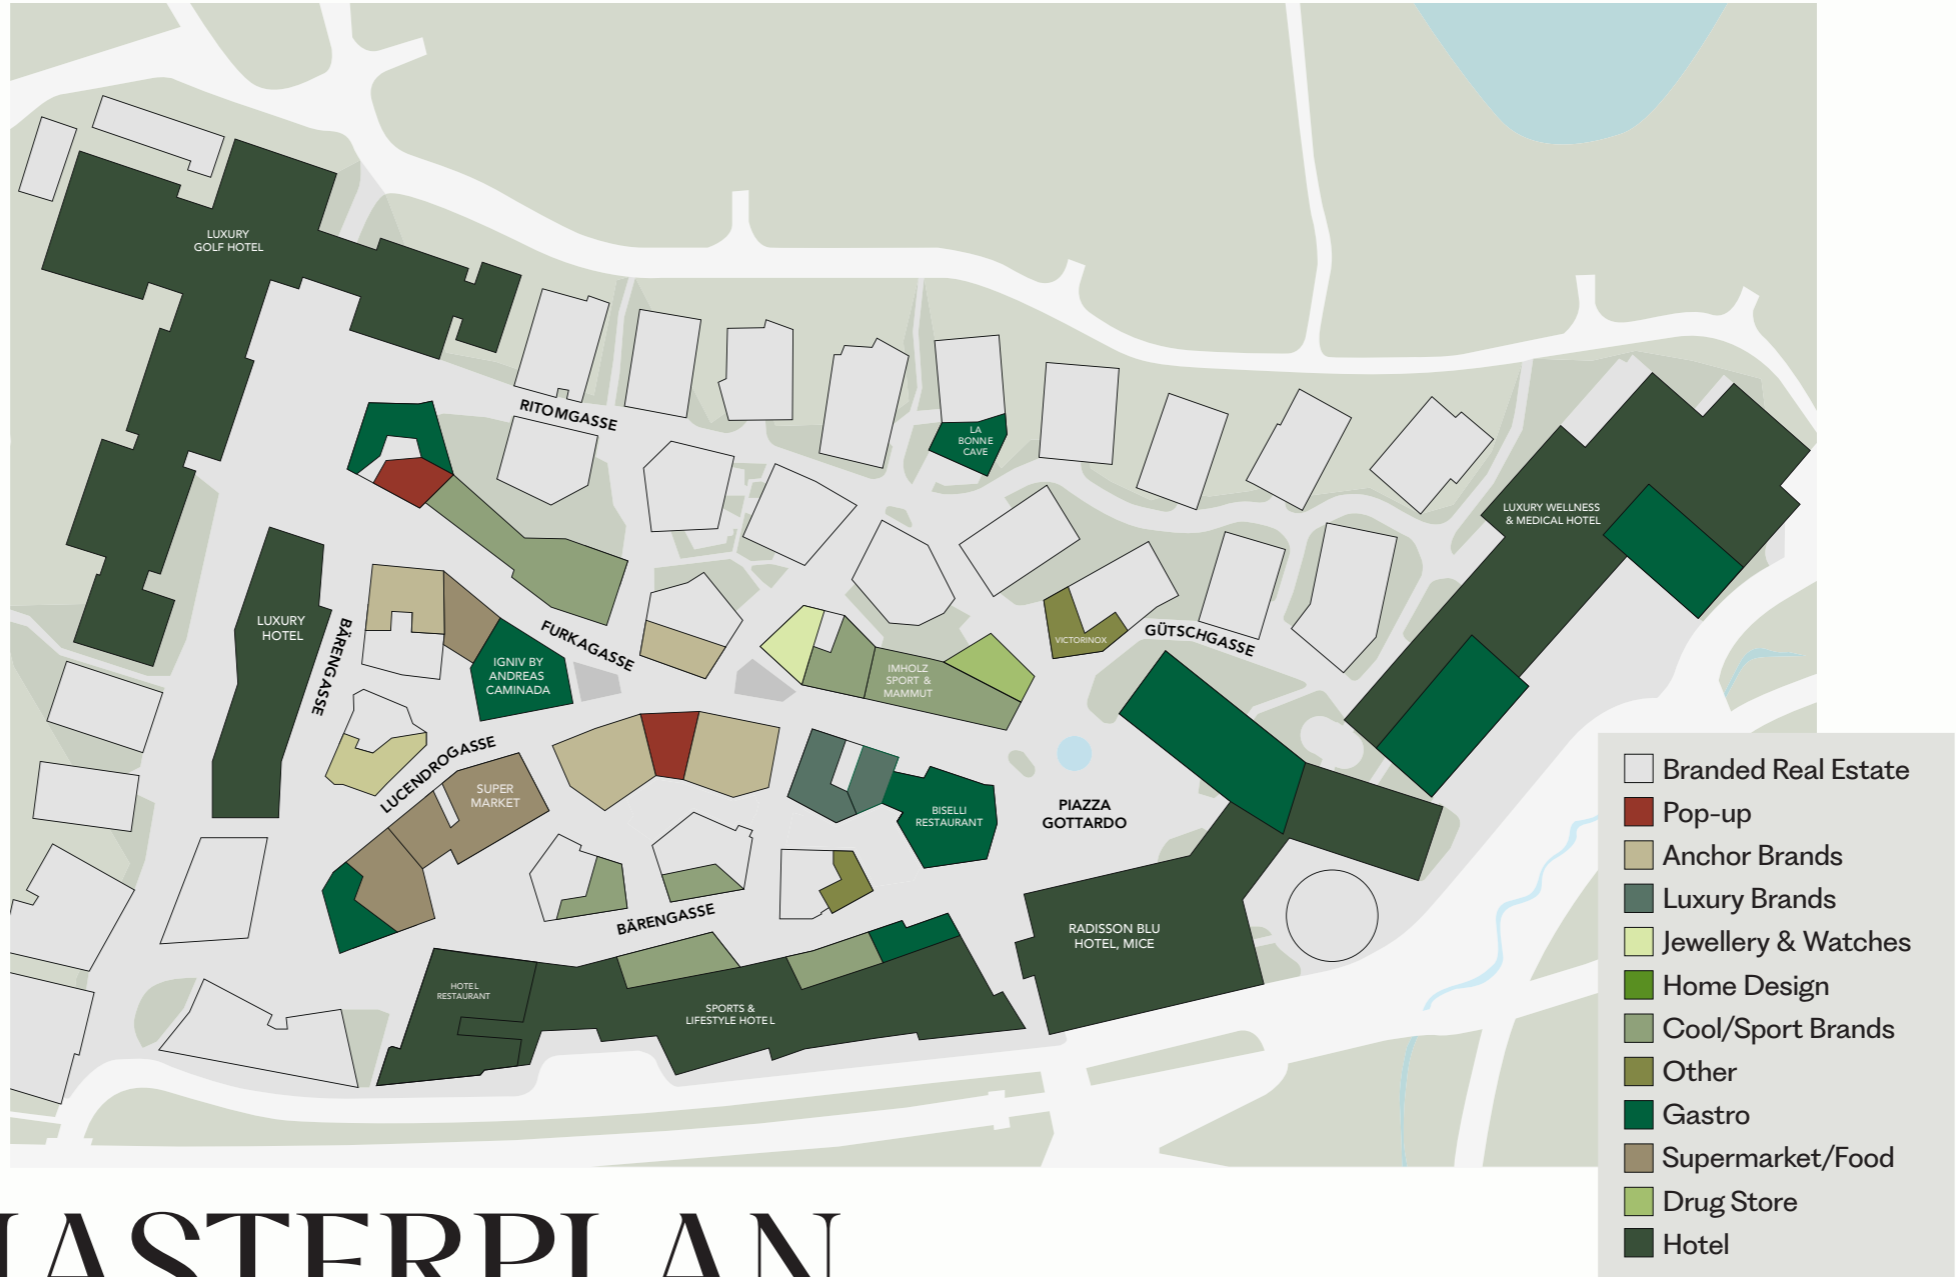 LUXURY
GOLF HOTEL
RITOMGASSE
LA
BONNE
CAVE
LUXURY WELLNESS
& MEDICAL HOTEL
LUXURY
HOTEL
BÄRENGASSE
FURKAGASSE
IGNIV BY
ANDREAS
CAMINADA
IMHOLZ
SPORT &
MAMMUT
VICTORINOX
GÜTSCHGASSE
LUCENDROGASSE
SUPER
MARKET
BISELLI
RESTAURANT
PIAZZA
GOTTARDO
BÄRENGASSE
RADISSON BLU
HOTEL, MICE
HOTEL
RESTAURANT
SPORTS &
LIFESTYLE HOTEL
Branded Real Estate
Pop-up
Anchor Brands
Luxury Brands
Jewellery & Watches
Home Design
Cool/Sport Brands
Other
Gastro
Supermarket/Food
Drug Store
Hotel
MASTERPLAN